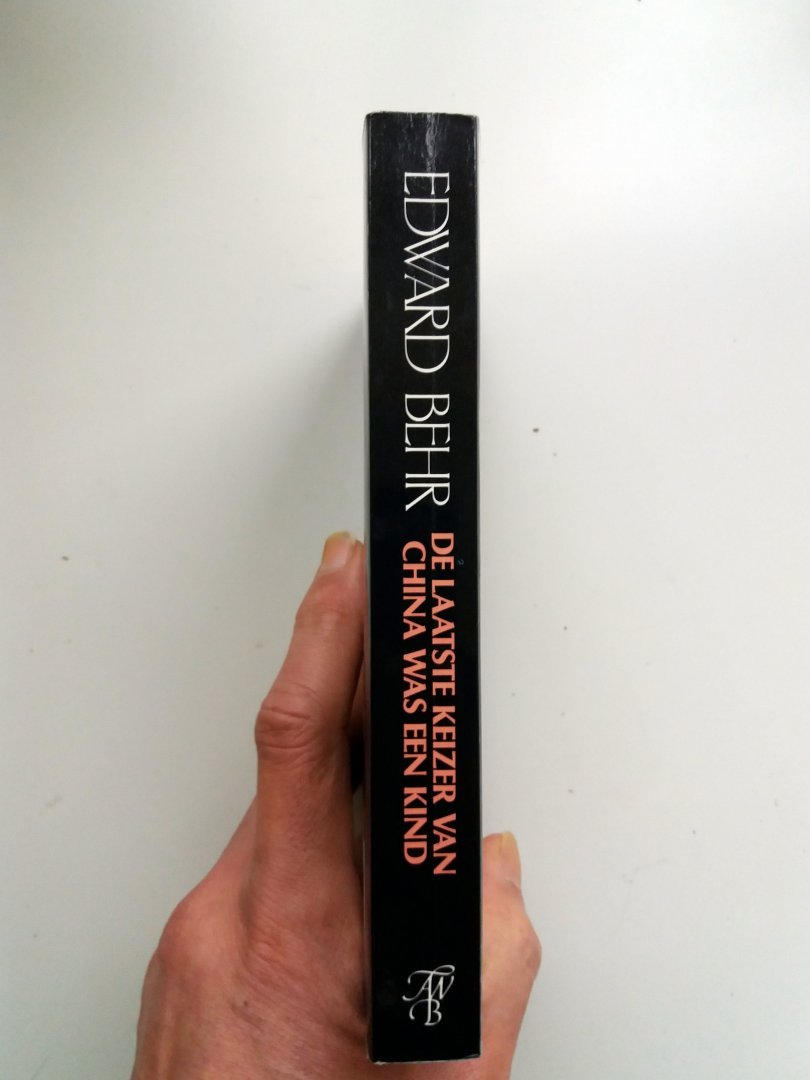 EDWARD BEHR
DE LAATSTE KEIZER VAN
CHINA WAS EEN KIND
AWB